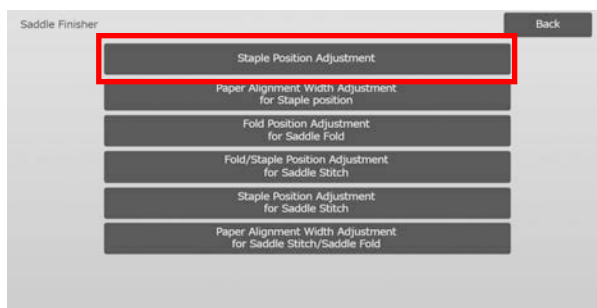 Saddle Finisher
Back
Staple Position Adjustment
Paper Alignment Width Adjustment
for Staple position
Fold Position Adjustment
for Saddle Fold
Fold/Staple Position Adjustment
for Saddle Stitch
Staple Position Adjustment
for Saddle Stitch
Paper Alignment Width Adjustment
for Saddle Stitch/Saddle Fold